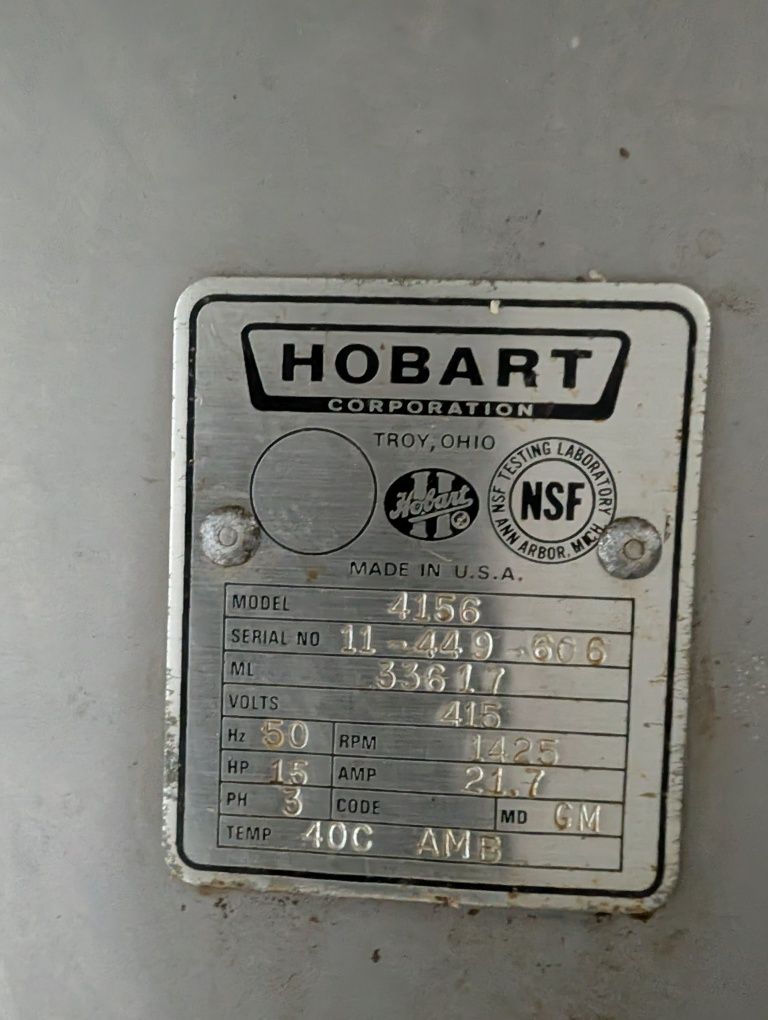 HOBART
CORPORATION
TROY, OHIO
H
Hobart
NSF TESTING LABORATORY
NSF
ANN ARBOR, MICH.
MADE IN U.S.A.
MODEL 4156
SERIAL NO 11-449-606
ML 33617
VOLTS 415
Hz 50 RPM 1425
HP 15 AMP 21.7
PH 3 CODE MD GM
TEMP 40C AMB